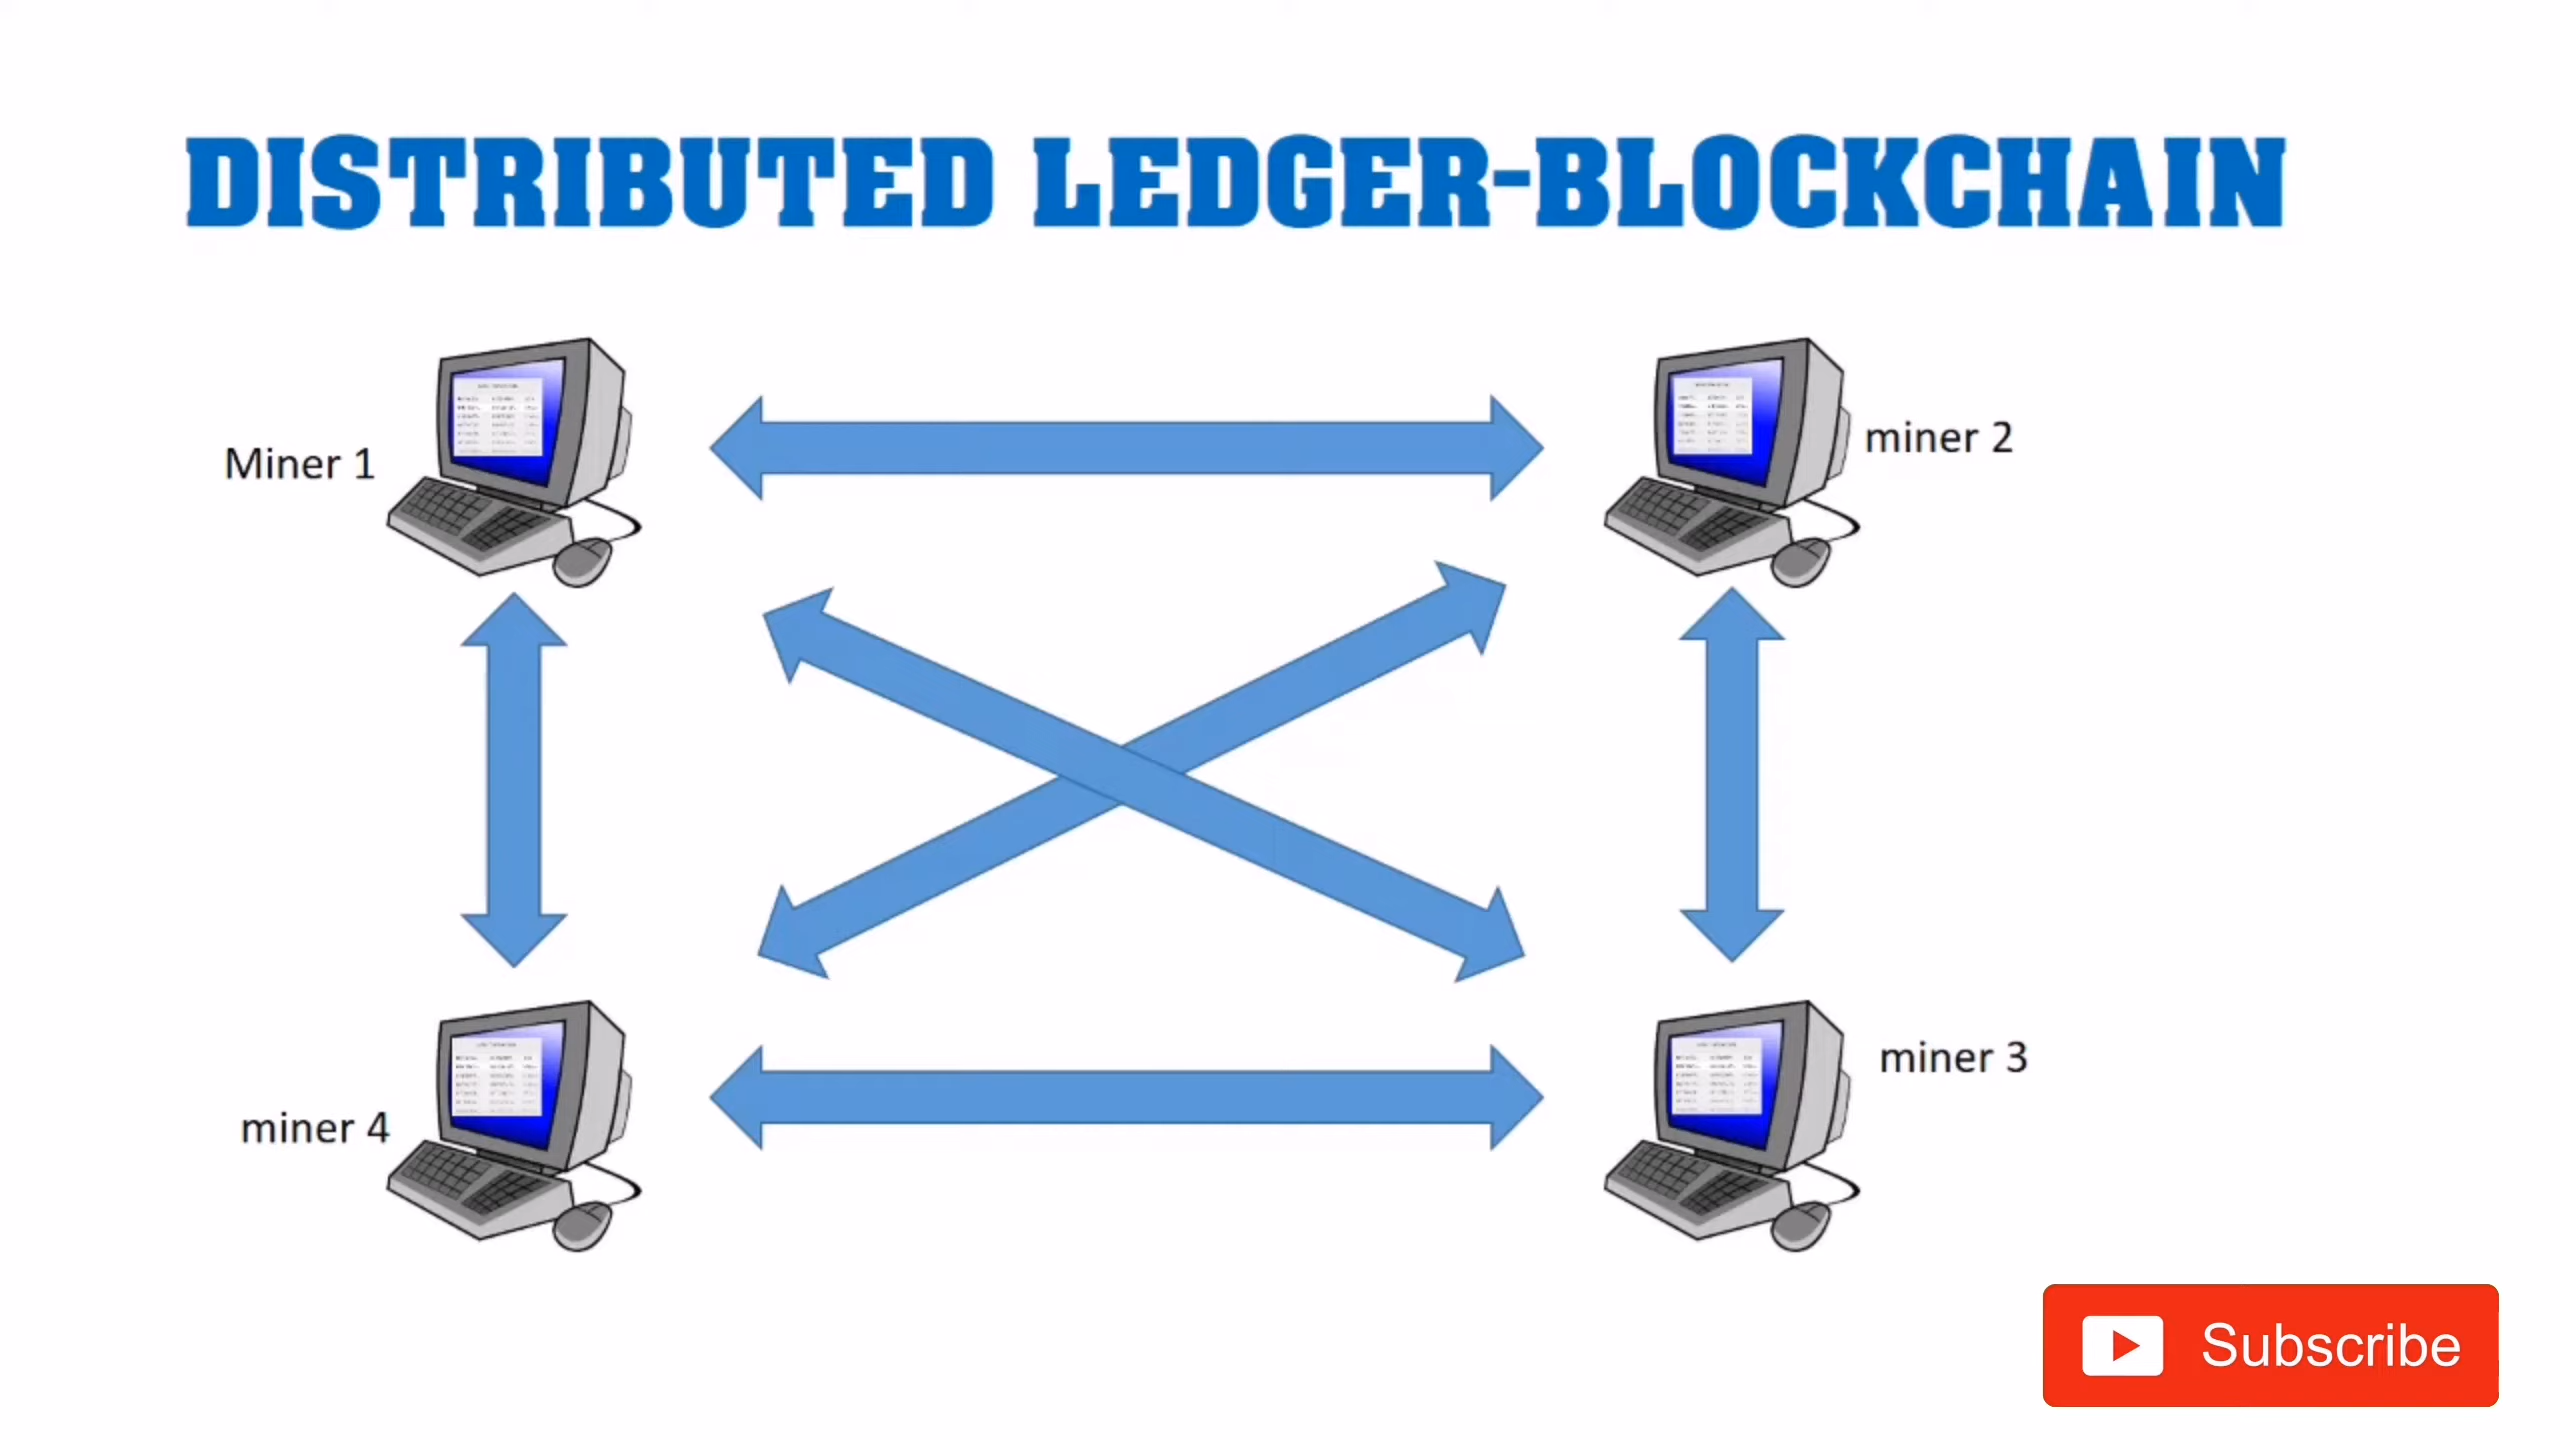 DISTRIBUTED LEDGER-BLOCKCHAIN
Miner 1
miner 2
miner 3
miner 4
Subscribe